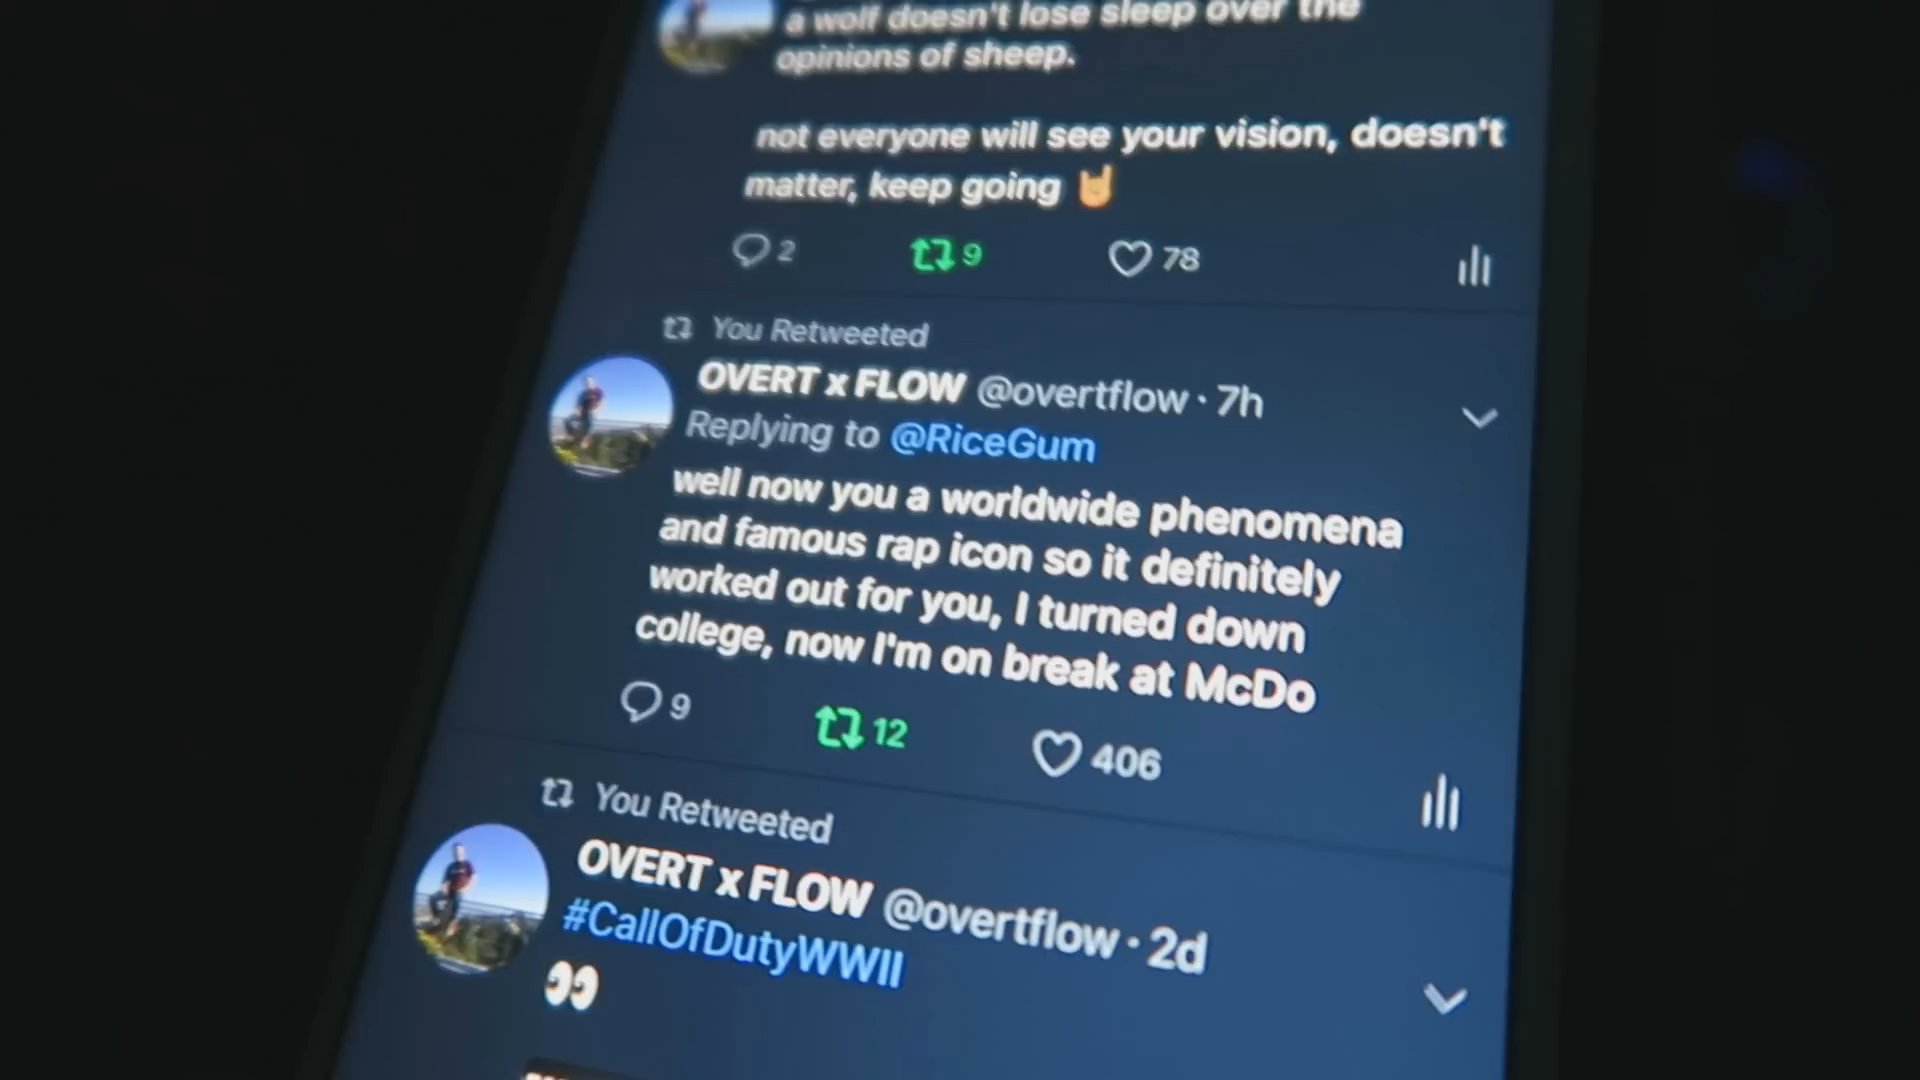 a wolf doesn't lose sleep over the
opinions of sheep.
not everyone will see your vision, doesn't
matter, keep going 🤘
2 9 78
You Retweeted
OVERT x FLOW @overtflow · 7h
Replying to @RiceGum
well now you a worldwide phenomena
and famous rap icon so it definitely
worked out for you, I turned down
college, now I'm on break at McDo
9 12 406
You Retweeted
OVERT x FLOW @overtflow · 2d
#CallOfDutyWWII
👀